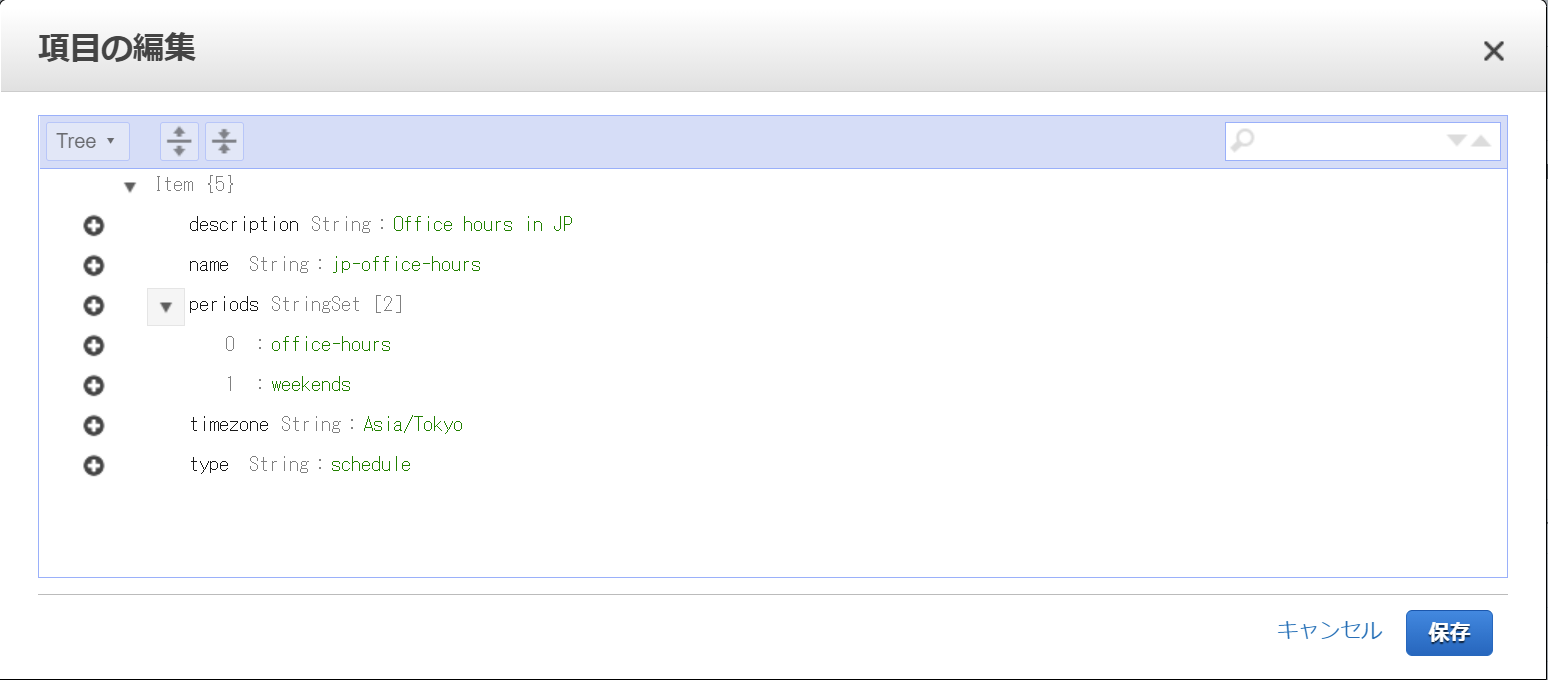 項目の編集
Tree
Item {5}
description String : Office hours in JP
name String : jp-office-hours
periods StringSet [2]
0 : office-hours
1 : weekends
timezone String : Asia/Tokyo
type String : schedule
キャンセル 保存